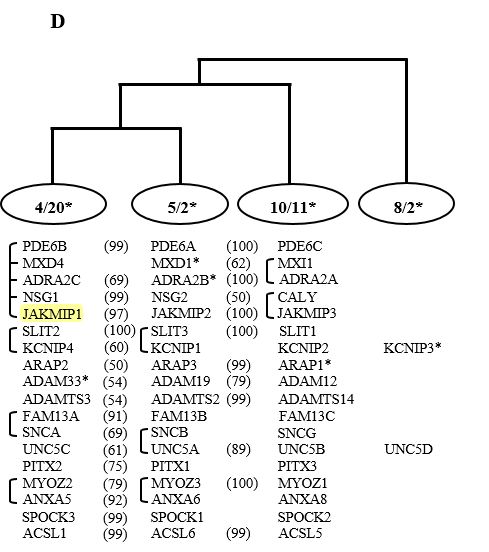 D
4/20* 5/2* 10/11* 8/2*
PDE6B (99) PDE6A (100) PDE6C
MXD4 MXD1* (62) MXI1
ADRA2C (69) ADRA2B* (100) ADRA2A
NSG1 (99) NSG2 (50) CALY
JAKMIP1 (97) JAKMIP2 (100) JAKMIP3
SLIT2 (100) SLIT3 (100) SLIT1
KCNIP4 (60) KCNIP1 KCNIP2 KCNIP3*
ARAP2 (50) ARAP3 (99) ARAP1*
ADAM33* (54) ADAM19 (79) ADAM12
ADAMTS3 (54) ADAMTS2 (99) ADAMTS14
FAM13A (91) FAM13B FAM13C
SNCA (69) SNCB SNCG
UNC5C (61) UNC5A (89) UNC5B UNC5D
PITX2 (75) PITX1 PITX3
MYOZ2 (79) MYOZ3 (100) MYOZ1
ANXA5 (92) ANXA6 ANXA8
SPOCK3 (99) SPOCK1 SPOCK2
ACSL1 (99) ACSL6 (99) ACSL5